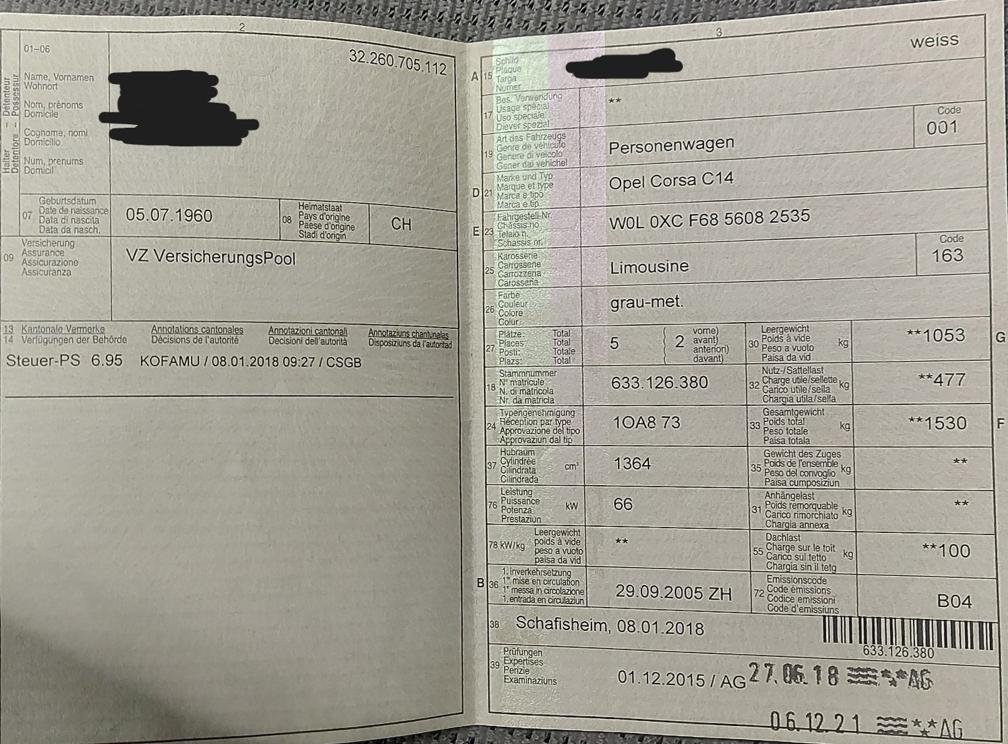 2
01–06
32.260.705.112
Halter – Détenteur
Detentore – Possessur
Name, Vornamen
Wohnort
Nom, prénoms
Domicile
Cognome, nomi
Domicilio
Num, prenums
Domicil
07
Geburtsdatum
Date de naissance
Data di nascita
Data da nasch.
05.07.1960
08
Heimatstaat
Pays d'origine
Paese d'origine
Stadi d'origin
CH
09
Versicherung
Assurance
Assicurazione
Assicuranza
VZ VersicherungsPool
13 Kantonale Vermerke
14 Verfügungen der Behörde
Annotations cantonales
Décisions de l'autorité
Annotazioni cantonali
Decisioni dell'autorità
Annotaziuns chantunalas
Disposiziuns da l'autoritad
Steuer-PS 6.95 KOFAMU / 08.01.2018 09:27 / CSGB
3
A 15
Schild
Plaque
Targa
Numer
weiss
17
Bes. Verwendung
Usage spécial
Uso speciale
Diever spezial
**
19
Art des Fahrzeugs
Genre de véhicule
Genere di veicolo
Gener dal vehichel
Personenwagen
Code
001
D 21
Marke und Typ
Marque et type
Marca e tipo
Marca e tip
Opel Corsa C14
E 23
Fahrgestell-Nr.
Châssis no
Telaio n.
Schassis nr.
W0L 0XC F68 5608 2535
25
Karosserie
Carrosserie
Carrozzeria
Carossaria
Limousine
Code
163
26
Farbe
Couleur
Colore
Colur
grau-met.
27
Plätze: Total
Places: Total
Posti: Totale
Plazs: Total
5
2
vorne)
avant)
anteriori)
davant)
30
Leergewicht
Poids à vide
Peso a vuoto
Paisa da vid
kg
**1053
G
18
Stammnummer
N° matricule
N. di matricola
Nr. da matricla
633.126.380
32
Nutz-/Sattellast
Charge utile/sellette
Carico utile/sella
Chargia utila/sella
kg
**477
24
Typengenehmigung
Réception par type
Approvazione del tipo
Approvaziun dal tip
1OA8 73
33
Gesamtgewicht
Poids total
Peso totale
Paisa totala
kg
**1530
F
37
Hubraum
Cylindrée
Cilindrata
Cilindrada
cm³
1364
35
Gewicht des Zuges
Poids de l'ensemble
Peso del convoglio
Paisa cumposiziun
kg
**
76
Leistung
Puissance
Potenza
Prestaziun
kW
66
31
Anhängelast
Poids remorquable
Carico rimorchiato
Chargia annexa
kg
**
78 kW/kg
Leergewicht
poids à vide
peso a vuoto
paisa da vid
**
55
Dachlast
Charge sur le toit
Carico sul tetto
Chargia sin il tetg
kg
**100
B 36
1. Inverkehrsetzung
1re mise en circulation
1a messa in circolazione
1. entrada en circulaziun
29.09.2005 ZH
72
Emissionscode
Code émissions
Codice emissioni
Code d'emissiuns
B04
38
Schafisheim, 08.01.2018
633.126.380
39
Prüfungen
Expertises
Perizie
Examinaziuns
01.12.2015 / AG
27.06.18 AG
06.12.21 AG